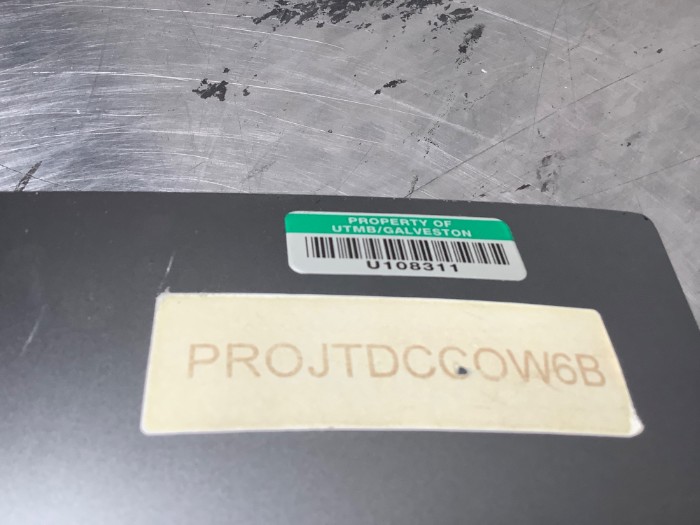 PROPERTY OF
UTMB/GALVESTON
U108311
PROJTDCCOW6B